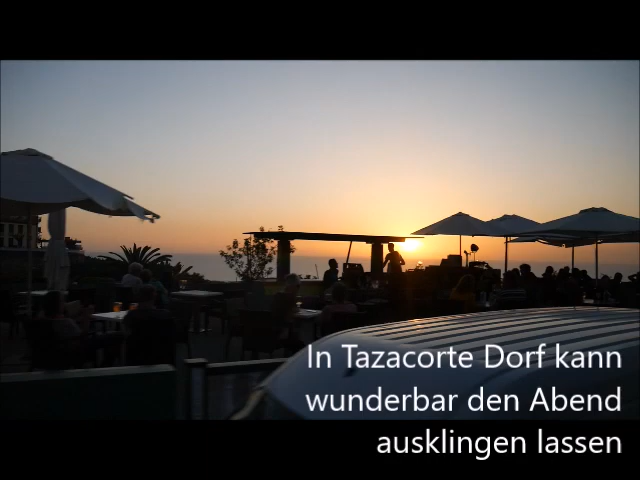 In Tazacorte Dorf kann
wunderbar den Abend
ausklingen lassen